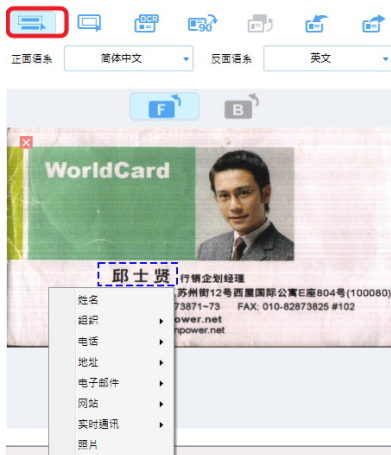 OCR
90°
正面语系 简体中文 反面语系 英文
F B
WorldCard
邱士贤 行销企划经理
苏州街12号西屋国际公寓E座804号(100080)
73871~73 FAX: 010-82873825 #102
ower.net
npower.net
姓名
组织
电话
地址
电子邮件
网站
实时通讯
照片